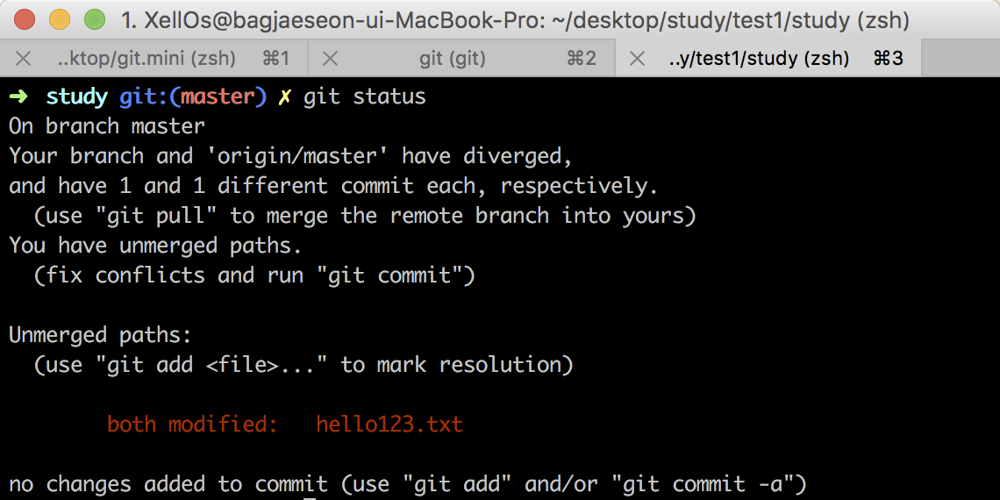 1. XellOs@bagjaeseon-ui-MacBook-Pro: ~/desktop/study/test1/study (zsh)
..ktop/git.mini (zsh) ⌘1 git (git) ⌘2 ..y/test1/study (zsh) ⌘3
➜ study git:(master) ✗ git status
On branch master
Your branch and 'origin/master' have diverged,
and have 1 and 1 different commit each, respectively.
(use "git pull" to merge the remote branch into yours)
You have unmerged paths.
(fix conflicts and run "git commit")
Unmerged paths:
(use "git add <file>..." to mark resolution)
both modified: hello123.txt
no changes added to commit (use "git add" and/or "git commit -a")